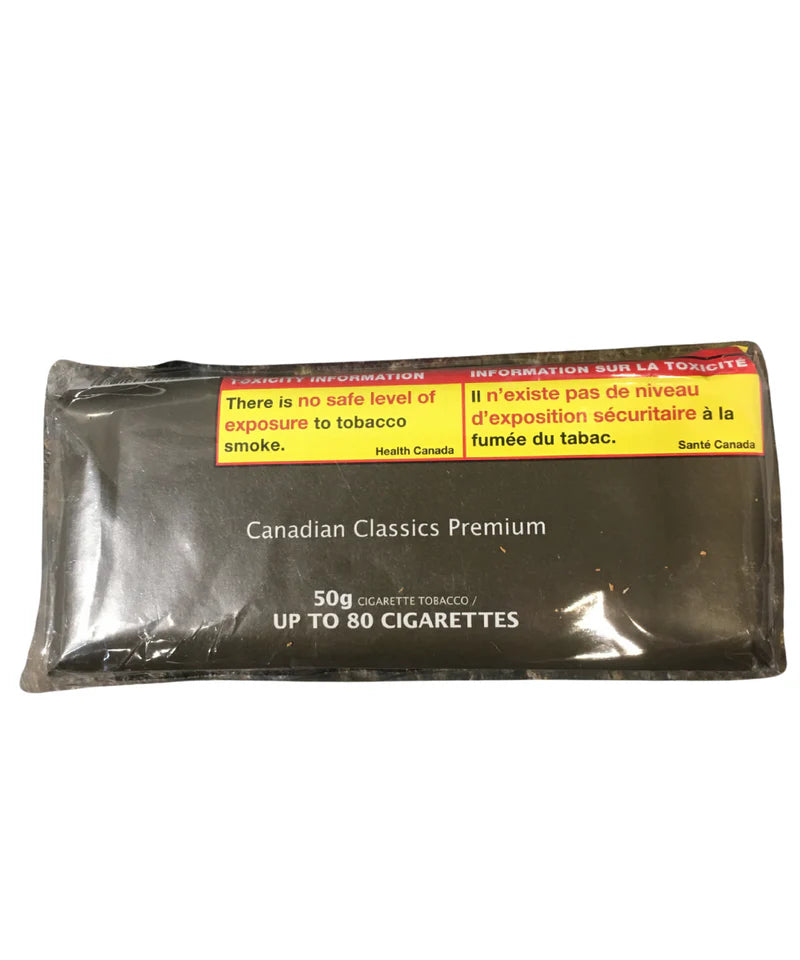 TOXICITY INFORMATION
There is no safe level of
exposure to tobacco
smoke.
Health Canada
INFORMATION SUR LA TOXICITÉ
Il n'existe pas de niveau
d'exposition sécuritaire à la
fumée du tabac.
Santé Canada
Canadian Classics Premium
50g CIGARETTE TOBACCO /
UP TO 80 CIGARETTES